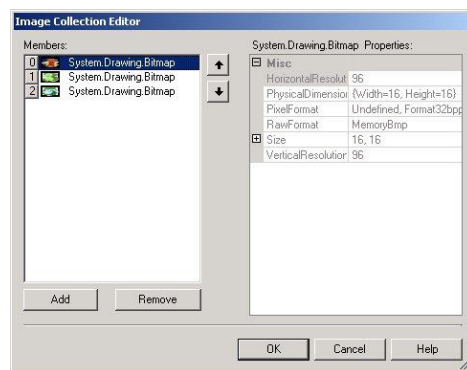 Image Collection Editor
Members:
0 System.Drawing.Bitmap
1 System.Drawing.Bitmap
2 System.Drawing.Bitmap
Add Remove
System.Drawing.Bitmap Properties:
Misc
HorizontalResolut 96
PhysicalDimension {Width=16, Height=16}
PixelFormat Undefined, Format32bpp
RawFormat MemoryBmp
Size 16, 16
VerticalResolution 96
OK Cancel Help